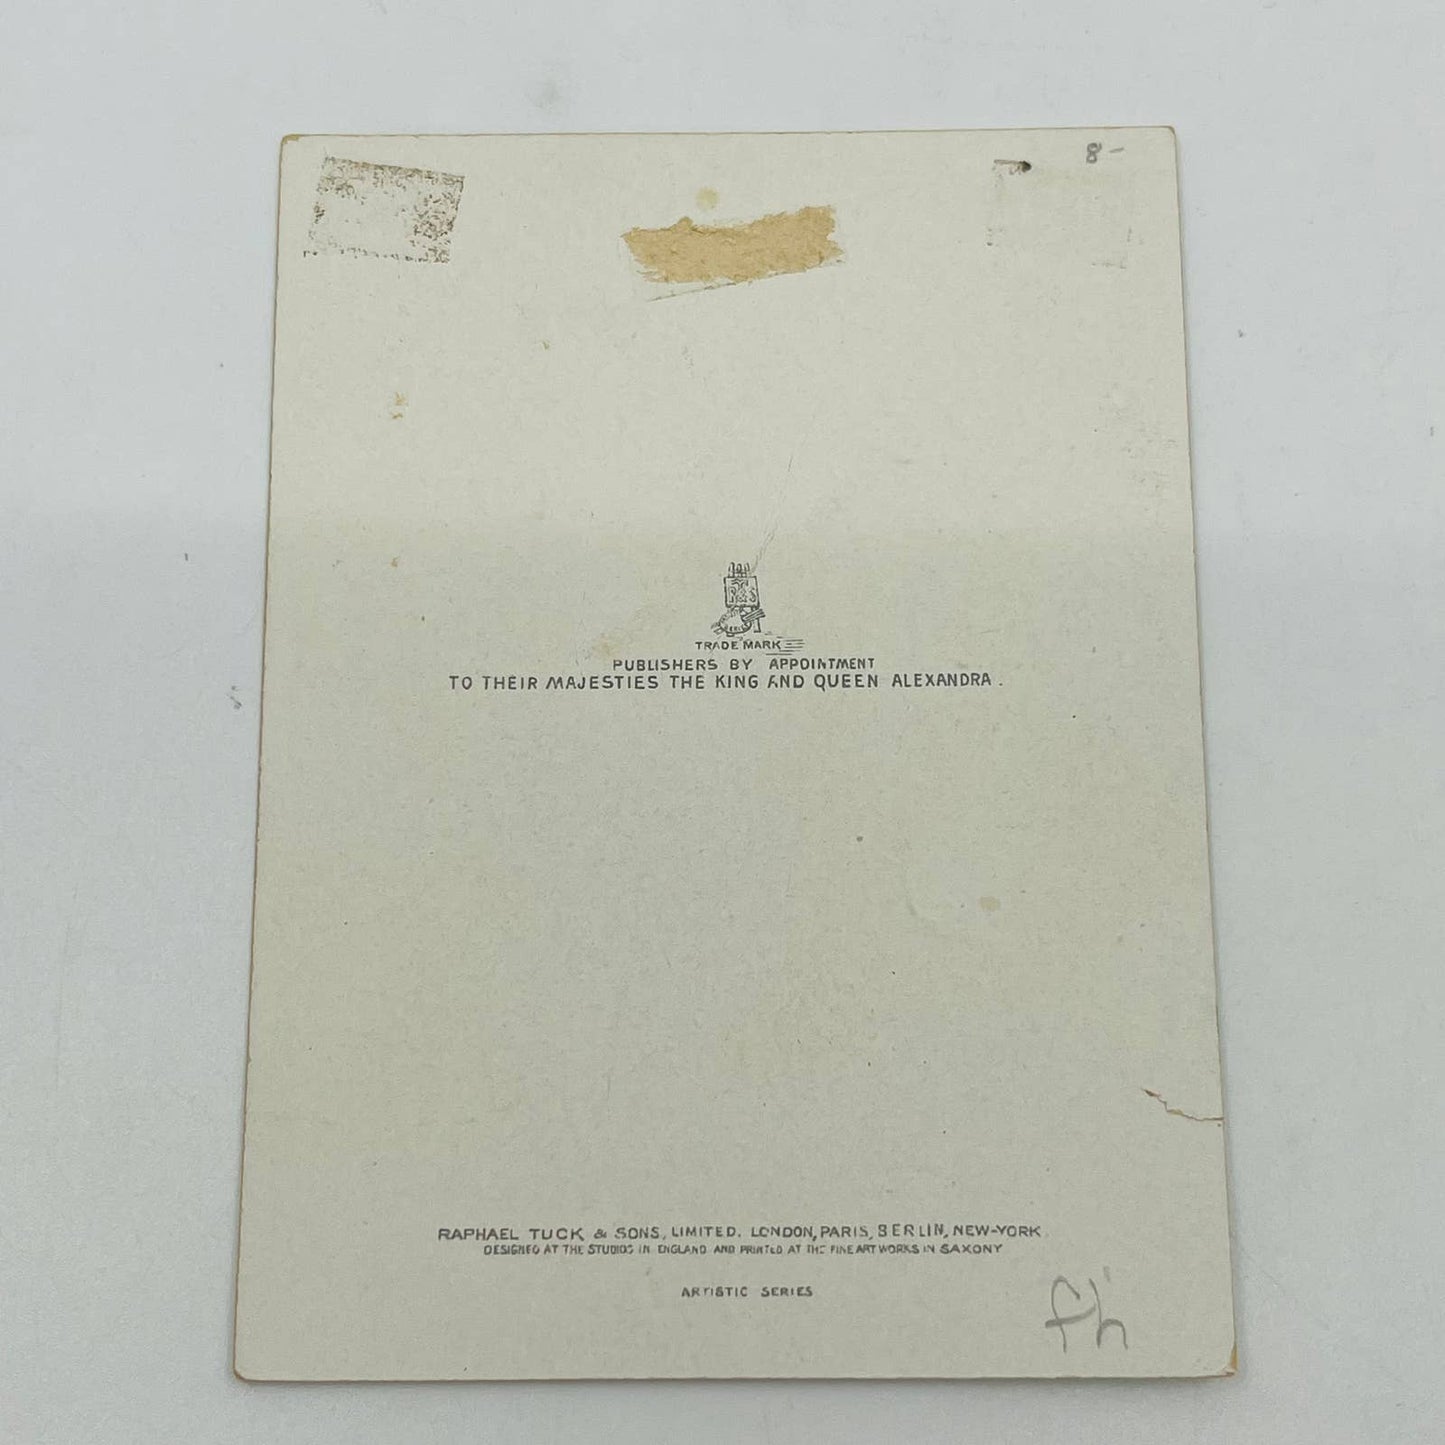 8-
RT&S
TRADE MARK
PUBLISHERS BY APPOINTMENT
TO THEIR MAJESTIES THE KING AND QUEEN ALEXANDRA.
RAPHAEL TUCK & SONS, LIMITED. LONDON, PARIS, BERLIN, NEW-YORK
DESIGNED AT THE STUDIOS IN ENGLAND AND PRINTED AT THE FINE ART WORKS IN SAXONY
ARTISTIC SERIES